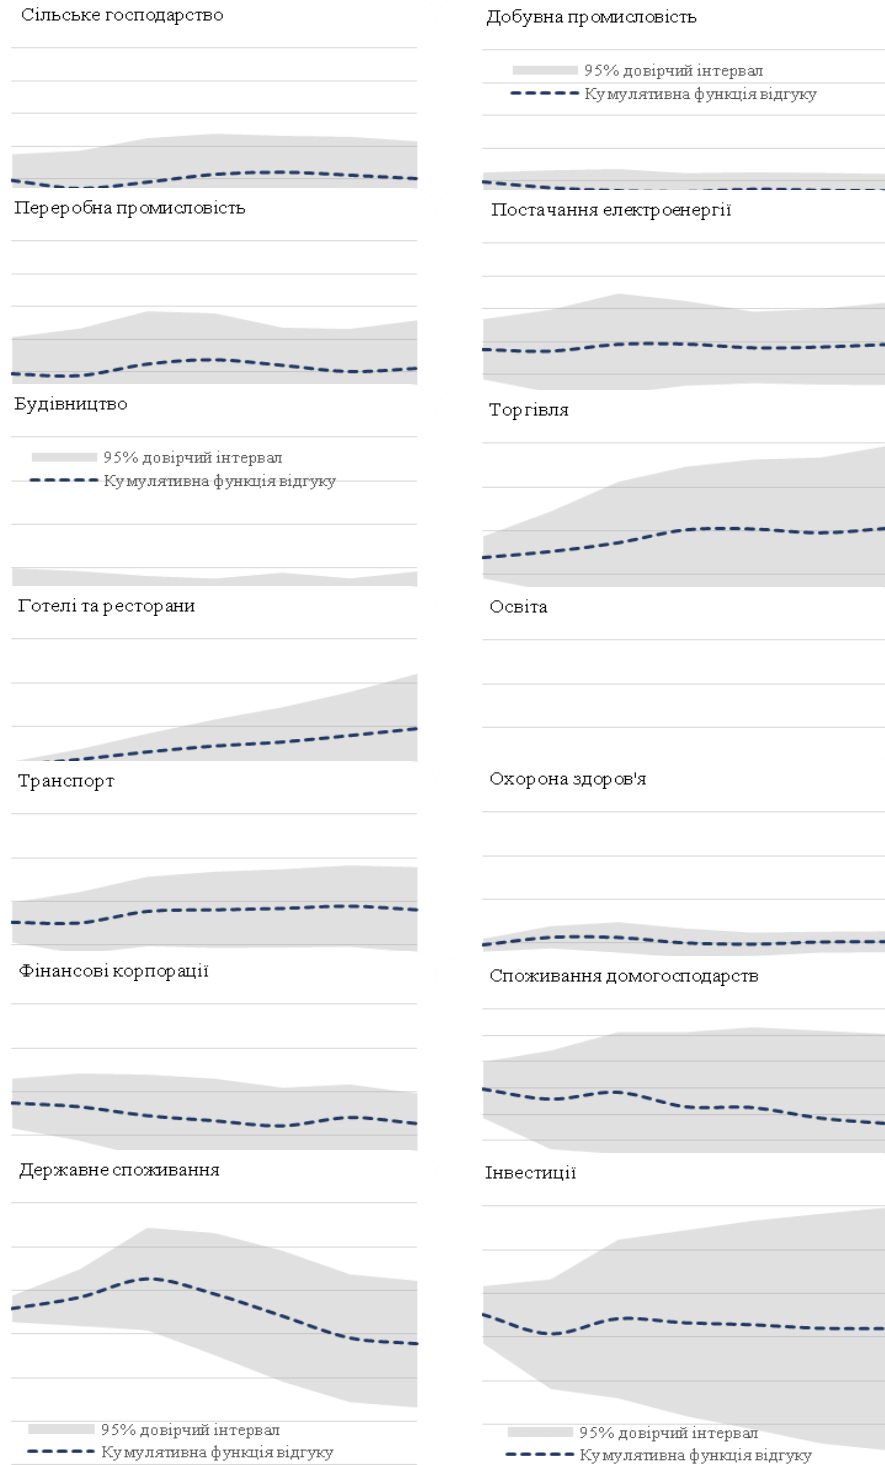 Сільське господарство
Добувна промисловість
95% довірчий інтервал
Кумулятивна функція відгуку
Переробна промисловість
Постачання електроенергії
Будівництво
95% довірчий інтервал
Кумулятивна функція відгуку
Торгівля
Готелі та ресторани
Освіта
Транспорт
Охорона здоров'я
Фінансові корпорації
Споживання домогосподарств
Державне споживання
95% довірчий інтервал
Кумулятивна функція відгуку
Інвестиції
95% довірчий інтервал
Кумулятивна функція відгуку